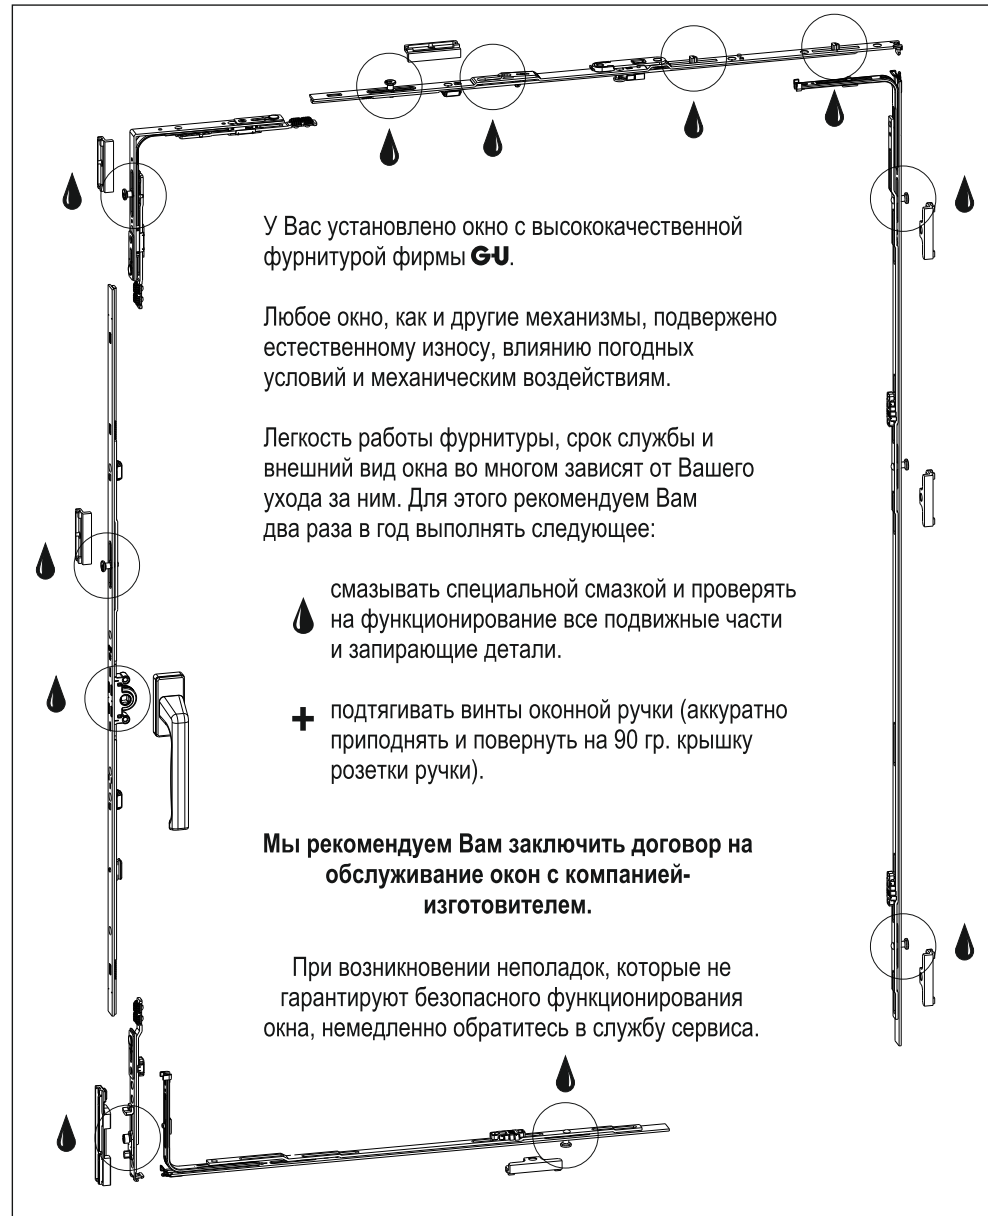 У Вас установлено окно с высококачественной
фурнитурой фирмы G-U.
Любое окно, как и другие механизмы, подвержено
естественному износу, влиянию погодных
условий и механическим воздействиям.
Легкость работы фурнитуры, срок службы и
внешний вид окна во многом зависят от Вашего
ухода за ним. Для этого рекомендуем Вам
два раза в год выполнять следующее:
смазывать специальной смазкой и проверять
на функционирование все подвижные части
и запирающие детали.
+ подтягивать винты оконной ручки (аккуратно
приподнять и повернуть на 90 гр. крышку
розетки ручки).
Мы рекомендуем Вам заключить договор на
обслуживание окон с компанией-
изготовителем.
При возникновении неполадок, которые не
гарантируют безопасного функционирования
окна, немедленно обратитесь в службу сервиса.